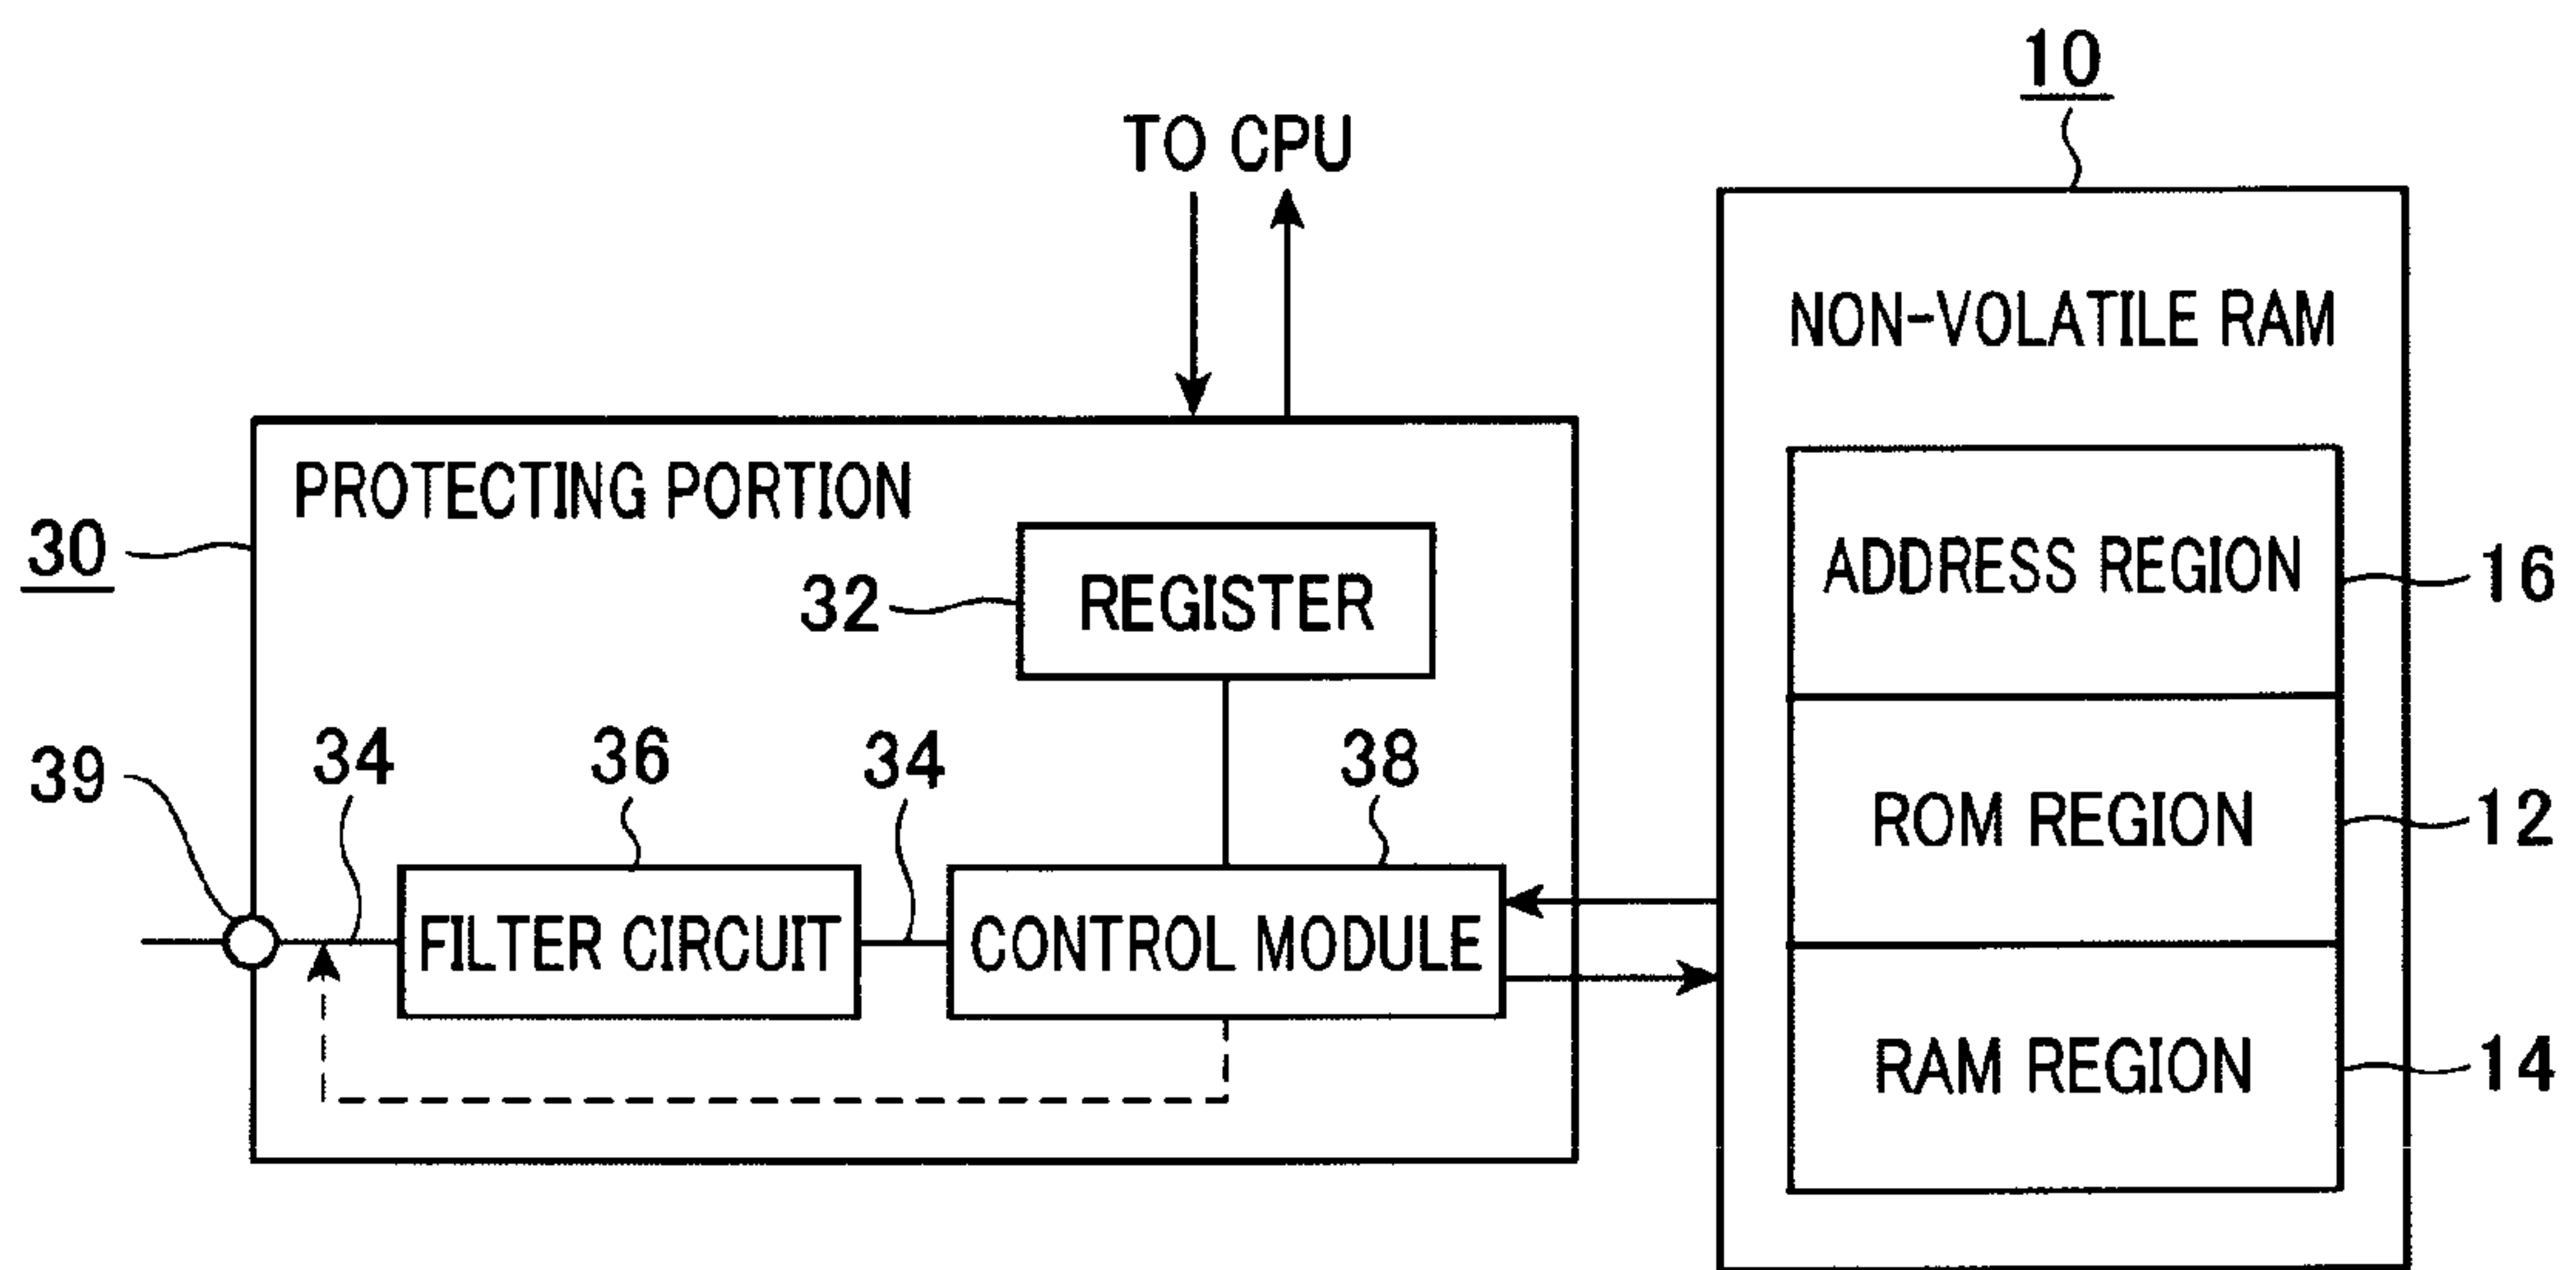 10
TO CPU
NON-VOLATILE RAM
PROTECTING PORTION
30
32
REGISTER
ADDRESS REGION
16
39
34
36
34
38
ROM REGION
12
FILTER CIRCUIT
CONTROL MODULE
RAM REGION
14